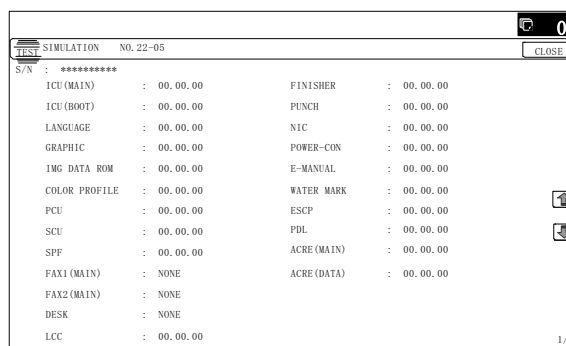 0
TEST SIMULATION NO. 22-05
CLOSE
S/N : **********
ICU(MAIN) : 00.00.00 FINISHER : 00.00.00
ICU(BOOT) : 00.00.00 PUNCH : 00.00.00
LANGUAGE : 00.00.00 NIC : 00.00.00
GRAPHIC : 00.00.00 POWER-CON : 00.00.00
IMG DATA ROM : 00.00.00 E-MANUAL : 00.00.00
COLOR PROFILE : 00.00.00 WATER MARK : 00.00.00
PCU : 00.00.00 ESCP : 00.00.00
SCU : 00.00.00 PDL : 00.00.00
SPF : 00.00.00 ACRE(MAIN) : 00.00.00
FAX1(MAIN) : NONE ACRE(DATA) : 00.00.00
FAX2(MAIN) : NONE
DESK : NONE
LCC : 00.00.00
1/